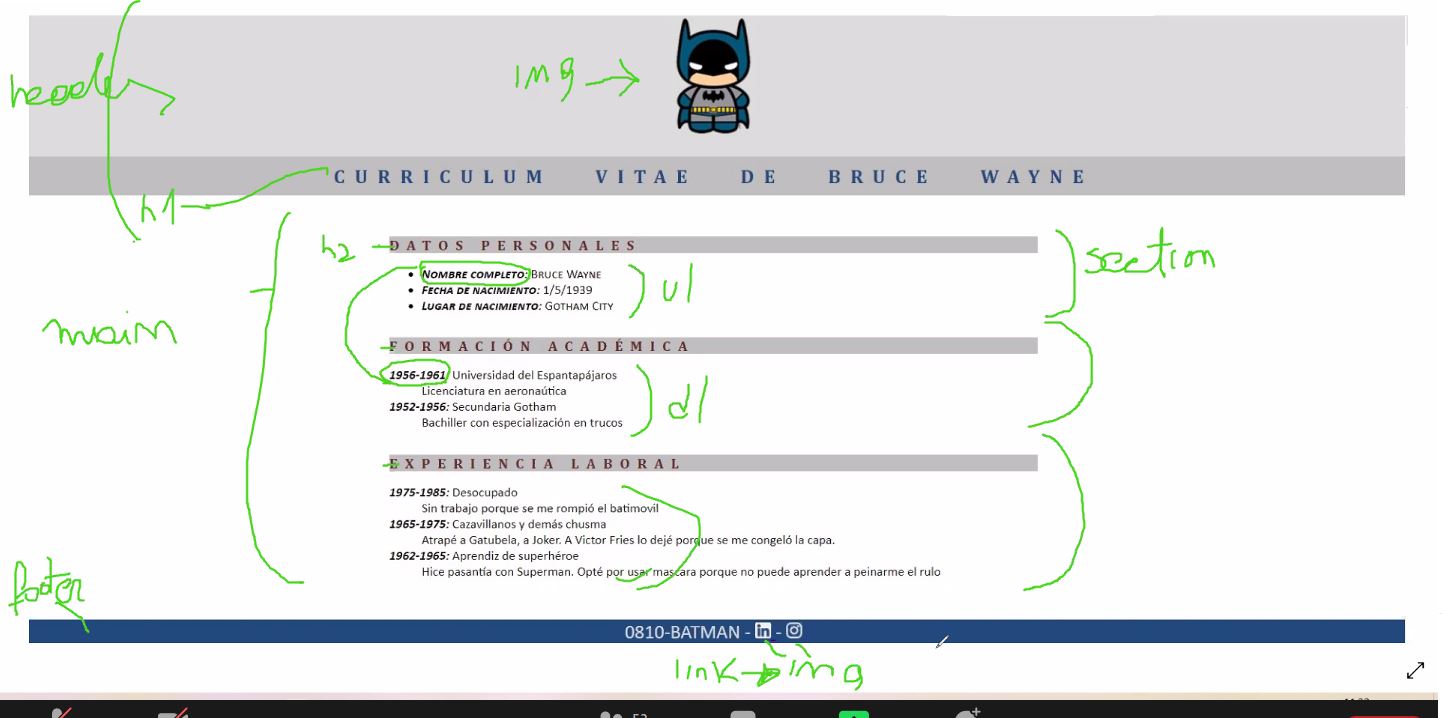 header
img →
CURRICULUM VITAE DE BRUCE WAYNE
h1
h2
DATOS PERSONALES
section
• NOMBRE COMPLETO: BRUCE WAYNE
• FECHA DE NACIMIENTO: 1/5/1939
• LUGAR DE NACIMIENTO: GOTHAM CITY
ul
main
FORMACIÓN ACADÉMICA
1956-1961: Universidad del Espantapájaros
Licenciatura en aeronaútica
1952-1956: Secundaria Gotham
Bachiller con especialización en trucos
dl
EXPERIENCIA LABORAL
1975-1985: Desocupado
Sin trabajo porque se me rompió el batimovil
1965-1975: Cazavillanos y demás chusma
Atrapé a Gatubela, a Joker. A Victor Fries lo dejé porque se me congeló la capa.
1962-1965: Aprendiz de superhéroe
Hice pasantía con Superman. Opté por usar mascara porque no puede aprender a peinarme el rulo
footer
0810-BATMAN - in -
link → img